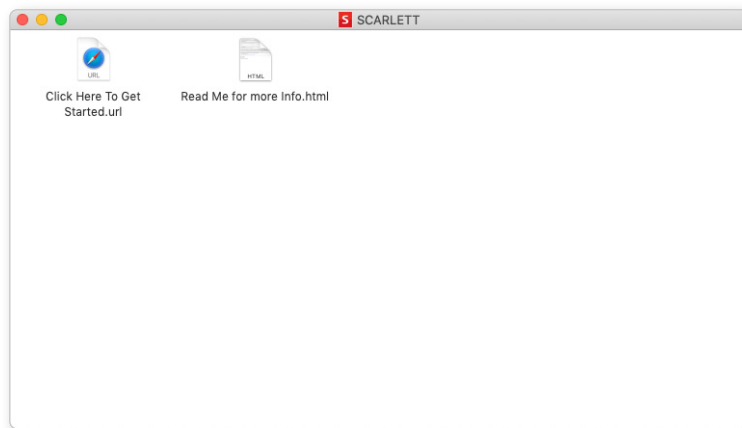 S SCARLETT
URL
HTML
Click Here To Get
Started.url
Read Me for more Info.html